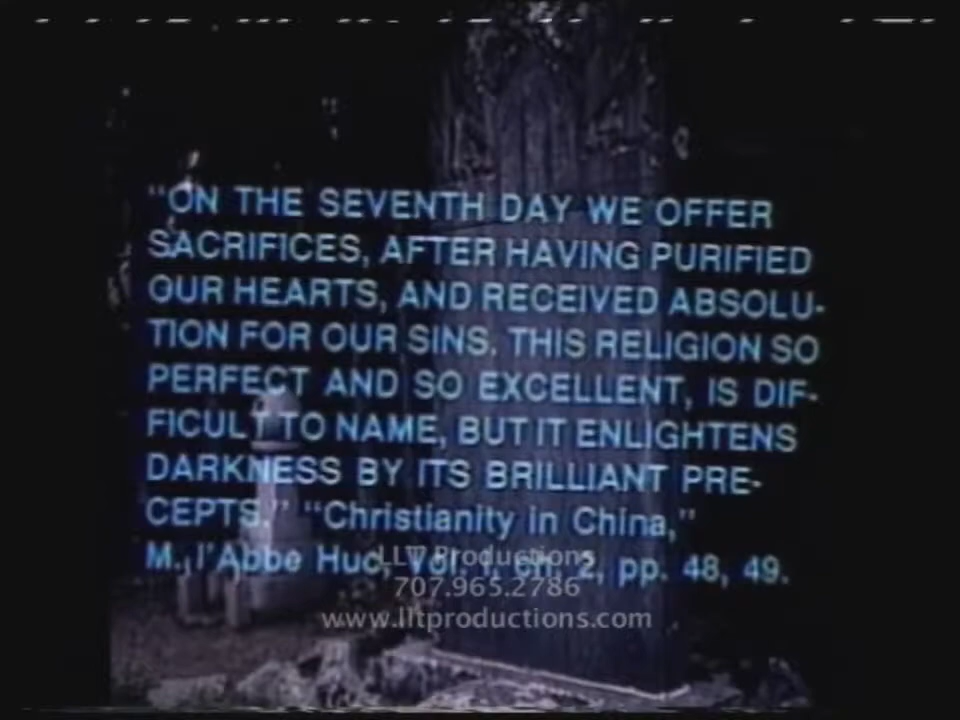 “ON THE SEVENTH DAY WE OFFER
SACRIFICES, AFTER HAVING PURIFIED
OUR HEARTS, AND RECEIVED ABSOLU-
TION FOR OUR SINS. THIS RELIGION SO
PERFECT AND SO EXCELLENT, IS DIF-
FICULT TO NAME, BUT IT ENLIGHTENS
DARKNESS BY ITS BRILLIANT PRE-
CEPTS.” “Christianity in China,”
M. l'Abbe Huc, Vol. I, ch. 2, pp. 48, 49.
LLT Productions
707.965.2786
www.lltproductions.com